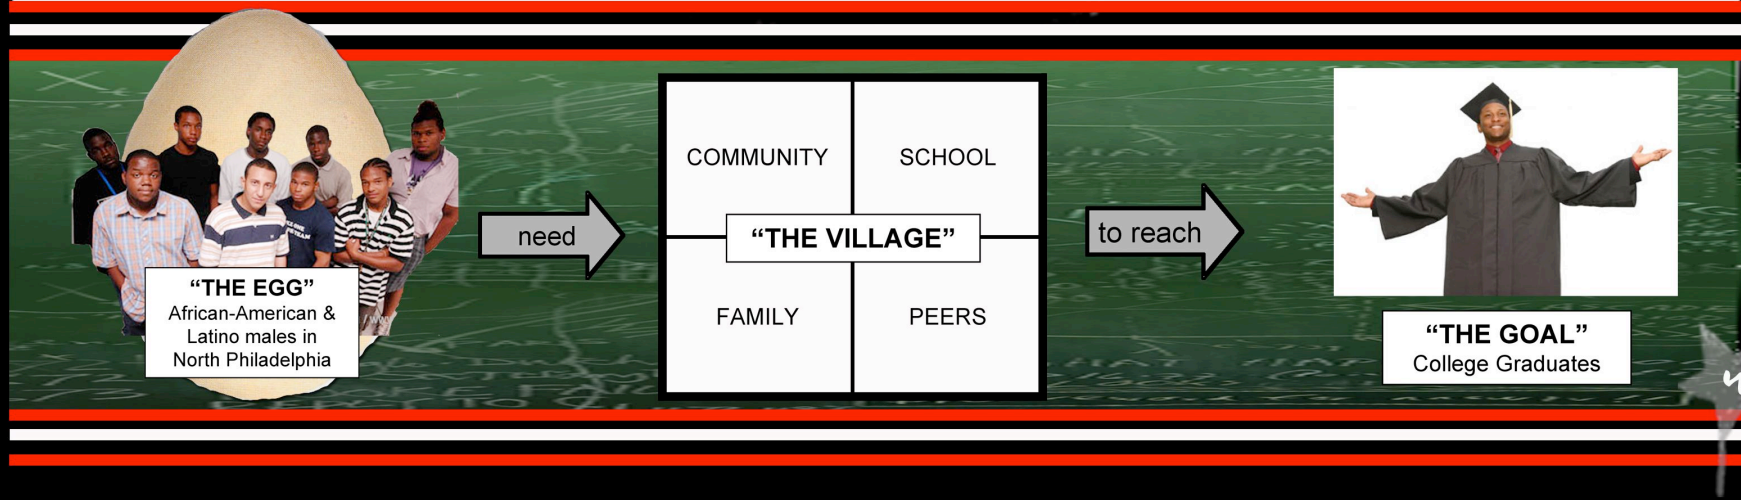 “THE EGG”
African-American &
Latino males in
North Philadelphia
need
COMMUNITY
SCHOOL
“THE VILLAGE”
FAMILY
PEERS
to reach
“THE GOAL”
College Graduates